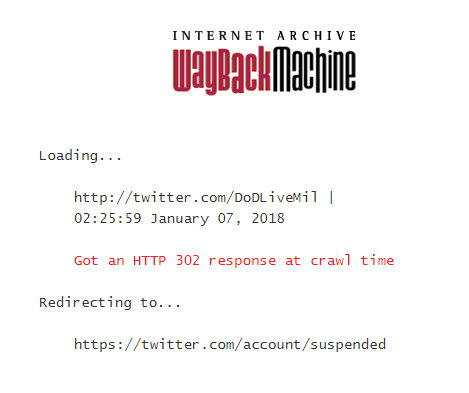 INTERNET ARCHIVE
WayBackMachine
Loading...
http://twitter.com/DoDLiveMil |
02:25:59 January 07, 2018
Got an HTTP 302 response at crawl time
Redirecting to...
https://twitter.com/account/suspended